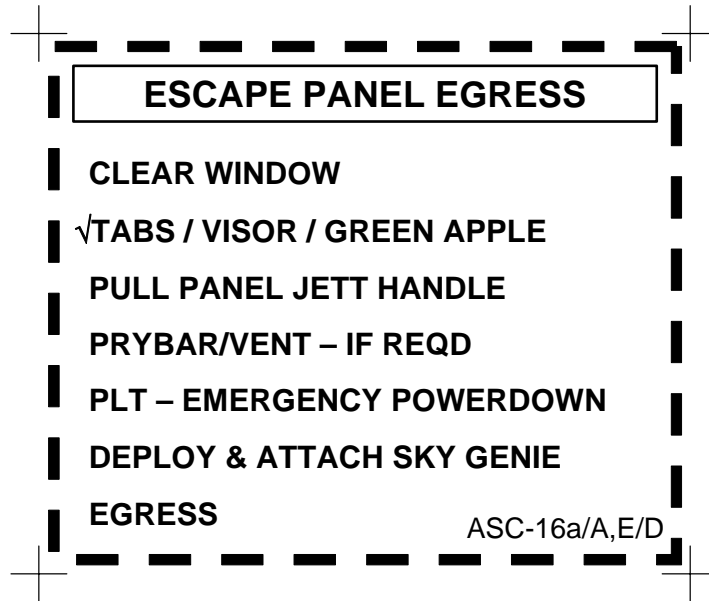 ESCAPE PANEL EGRESS
CLEAR WINDOW
√TABS / VISOR / GREEN APPLE
PULL PANEL JETT HANDLE
PRYBAR/VENT – IF REQD
PLT – EMERGENCY POWERDOWN
DEPLOY & ATTACH SKY GENIE
EGRESS
ASC-16a/A,E/D